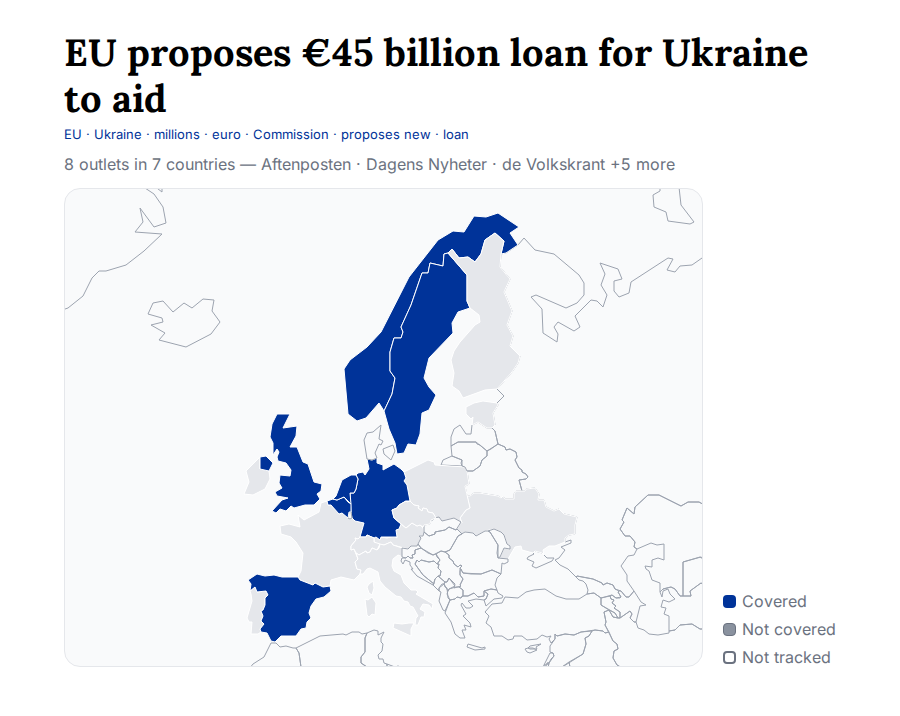 EU proposes €45 billion loan for Ukraine
to aid
EU · Ukraine · millions · euro · Commission · proposes new · loan
8 outlets in 7 countries — Aftenposten · Dagens Nyheter · de Volkskrant +5 more
Covered
Not covered
Not tracked